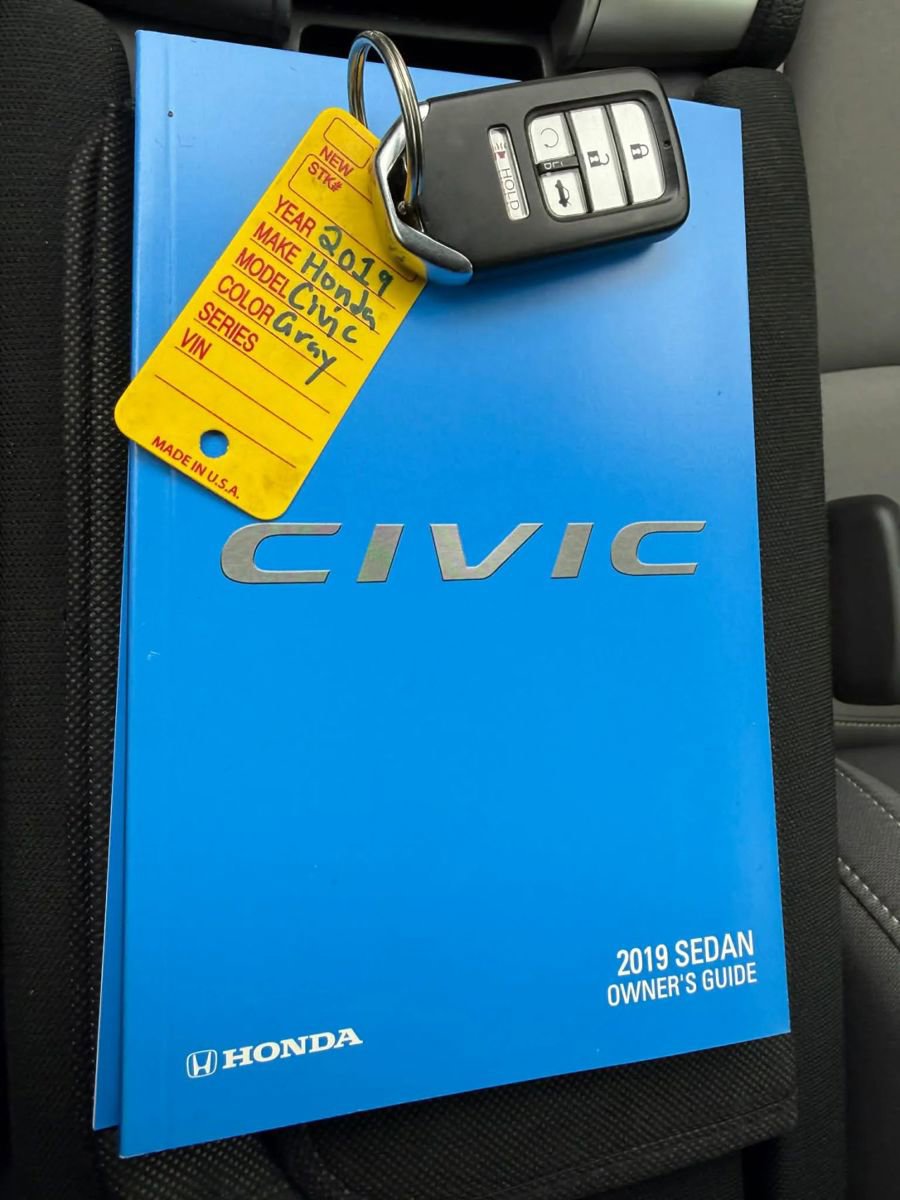 NEW
STK#
YEAR 2019
MAKE Honda
MODEL Civic
COLOR Gray
SERIES
VIN
MADE IN U.S.A.
HOLD
CIVIC
2019 SEDAN
OWNER'S GUIDE
HONDA